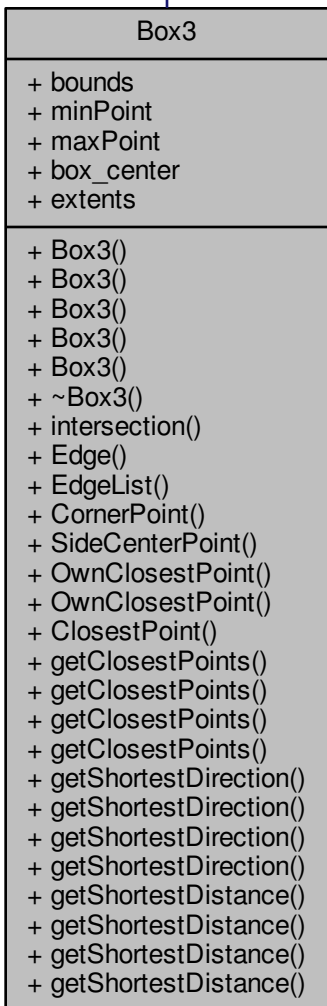 Box3
+ bounds
+ minPoint
+ maxPoint
+ box_center
+ extents
+ Box3()
+ Box3()
+ Box3()
+ Box3()
+ Box3()
+ ~Box3()
+ intersection()
+ Edge()
+ EdgeList()
+ CornerPoint()
+ SideCenterPoint()
+ OwnClosestPoint()
+ OwnClosestPoint()
+ ClosestPoint()
+ getClosestPoints()
+ getClosestPoints()
+ getClosestPoints()
+ getClosestPoints()
+ getShortestDirection()
+ getShortestDirection()
+ getShortestDirection()
+ getShortestDirection()
+ getShortestDistance()
+ getShortestDistance()
+ getShortestDistance()
+ getShortestDistance()